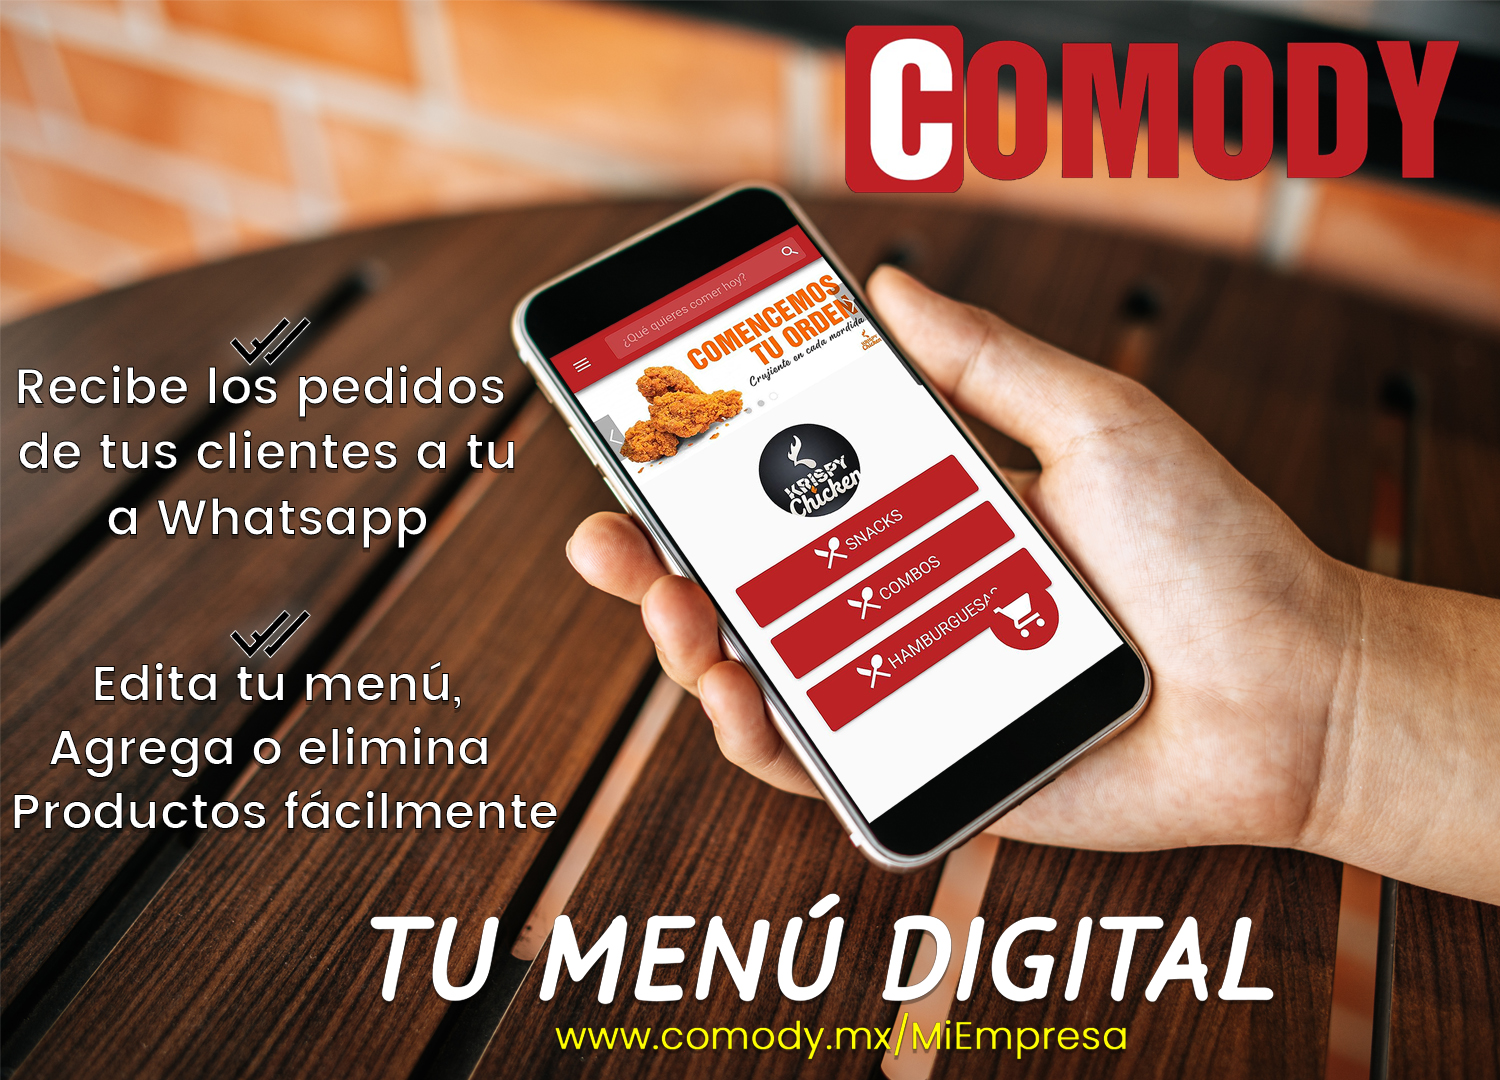 COMODY
¿Qué quieres comer hoy?
COMENCEMOS
TU ORDEN
Crujiente en cada mordida
KRISPY
Chicken
SNACKS
COMBOS
HAMBURGUESAS
Recibe los pedidos
de tus clientes a tu
a Whatsapp
Edita tu menú,
Agrega o elimina
Productos fácilmente
TU MENÚ DIGITAL
www.comody.mx/MiEmpresa